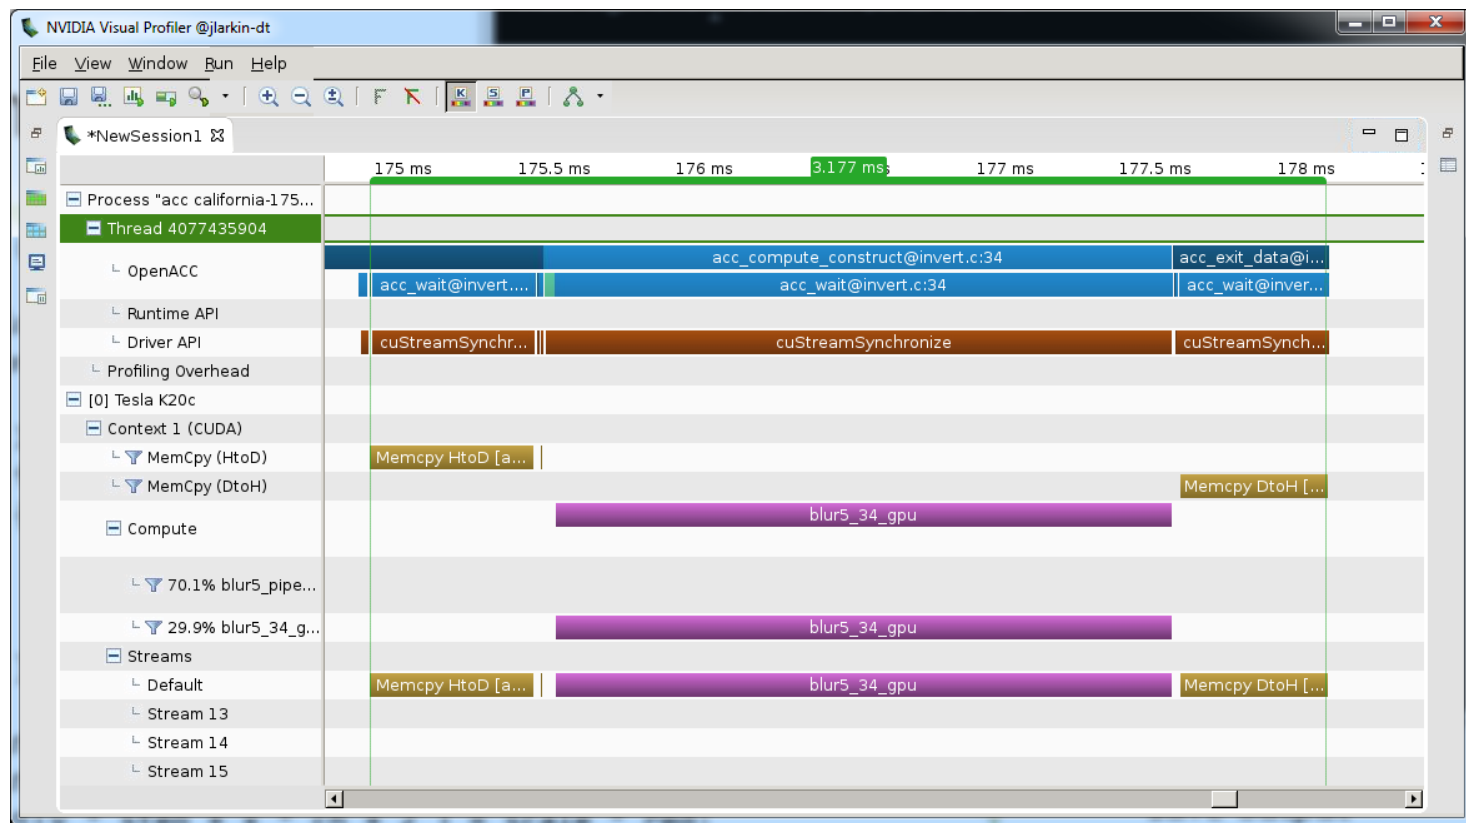 NVIDIA Visual Profiler @jlarkin-dt
File View Window Run Help
*NewSession1
175 ms 175.5 ms 176 ms 3.177 ms 177 ms 177.5 ms 178 ms
Process "acc california-175...
Thread 4077435904
OpenACC
acc_compute_construct@invert.c:34 acc_exit_data@i...
acc_wait@invert.... acc_wait@invert.c:34 acc_wait@inver...
Runtime API
Driver API cuStreamSynchr... cuStreamSynchronize cuStreamSynch...
Profiling Overhead
[0] Tesla K20c
Context 1 (CUDA)
MemCpy (HtoD) Memcpy HtoD [a...
MemCpy (DtoH) Memcpy DtoH [...
Compute blur5_34_gpu
70.1% blur5_pipe...
29.9% blur5_34_g... blur5_34_gpu
Streams
Default Memcpy HtoD [a... blur5_34_gpu Memcpy DtoH [...
Stream 13
Stream 14
Stream 15